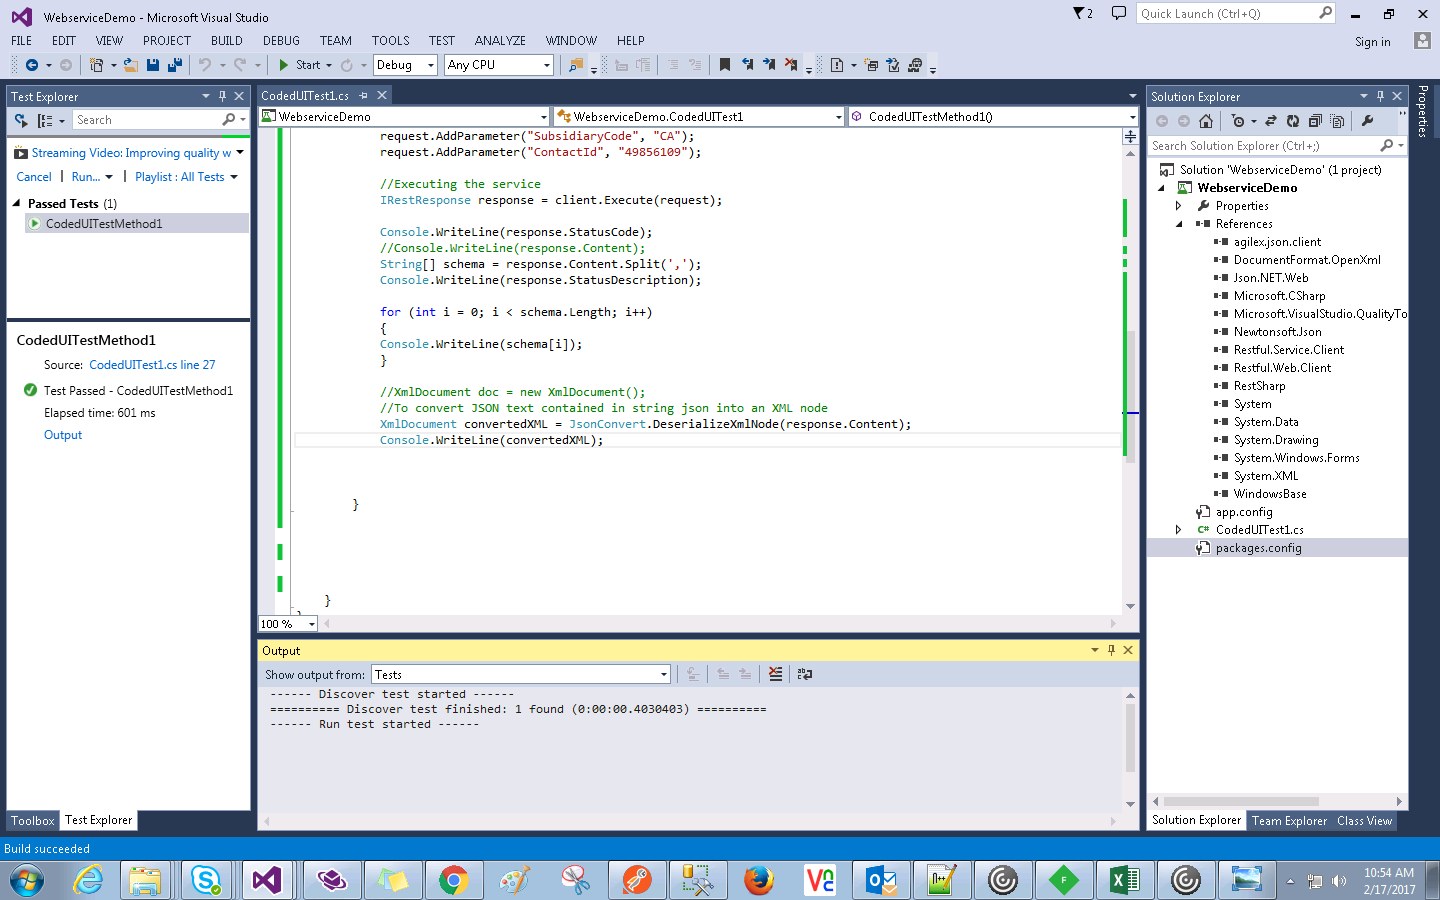 WebserviceDemo - Microsoft Visual Studio
2
Quick Launch (Ctrl+Q)
FILE EDIT VIEW PROJECT BUILD DEBUG TEAM TOOLS TEST ANALYZE WINDOW HELP
Sign in
Start Debug Any CPU
Test Explorer
Search
Streaming Video: Improving quality w
Cancel | Run... | Playlist : All Tests
Passed Tests (1)
CodedUITestMethod1
CodedUITestMethod1
Source: CodedUITest1.cs line 27
Test Passed - CodedUITestMethod1
Elapsed time: 601 ms
Output
Toolbox Test Explorer
CodedUITest1.cs
WebserviceDemo WebserviceDemo.CodedUITest1 CodedUITestMethod1()
request.AddParameter("SubsidiaryCode", "CA");
request.AddParameter("ContactId", "49856109");
//Executing the service
IRestResponse response = client.Execute(request);
Console.WriteLine(response.StatusCode);
//Console.WriteLine(response.Content);
String[] schema = response.Content.Split(',');
Console.WriteLine(response.StatusDescription);
for (int i = 0; i < schema.Length; i++)
{
Console.WriteLine(schema[i]);
}
//XmlDocument doc = new XmlDocument();
//To convert JSON text contained in string json into an XML node
XmlDocument convertedXML = JsonConvert.DeserializeXmlNode(response.Content);
Console.WriteLine(convertedXML);
}
}
100 %
Output
Show output from: Tests
------ Discover test started ------
========== Discover test finished: 1 found (0:00:00.4030403) ==========
------ Run test started ------
Solution Explorer
Search Solution Explorer (Ctrl+;)
Solution 'WebserviceDemo' (1 project)
WebserviceDemo
Properties
References
agilex.json.client
DocumentFormat.OpenXml
Json.NET.Web
Microsoft.CSharp
Microsoft.VisualStudio.QualityTo
Newtonsoft.Json
Restful.Service.Client
Restful.Web.Client
RestSharp
System
System.Data
System.Drawing
System.Windows.Forms
System.XML
WindowsBase
app.config
C# CodedUITest1.cs
packages.config
Solution Explorer Team Explorer Class View
Properties
Build succeeded
10:54 AM
2/17/2017